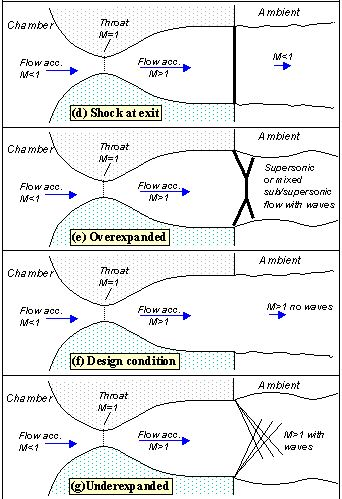 Chamber
Throat
M=1
Ambient
Flow acc.
M<1
Flow acc.
M>1
M<1
(d) Shock at exit
Chamber
Throat
M=1
Ambient
Flow acc.
M<1
Flow acc.
M>1
Supersonic
or mixed
sub/supersonic
flow with waves
(e) Overexpanded
Chamber
Throat
M=1
Ambient
Flow acc.
M<1
Flow acc.
M>1
M>1 no waves
(f) Design condition
Chamber
Throat
M=1
Ambient
Flow acc.
M<1
Flow acc.
M>1
M>1 with
waves
(g)Underexpanded